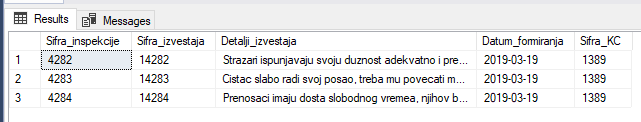 Results Messages
Sifra_inspekcije Sifra_izvestaja Detalji_izvestaja Datum_formiranja Sifra_KC
1 4282 14282 Strazari ispunjavaju svoju duznost adekvatno i pre... 2019-03-19 1389
2 4283 14283 Cistac slabo radi svoj posao, treba mu povecati m... 2019-03-19 1389
3 4284 14284 Prenosaci imaju dosta slobodnog vremea, njihov b... 2019-03-19 1389